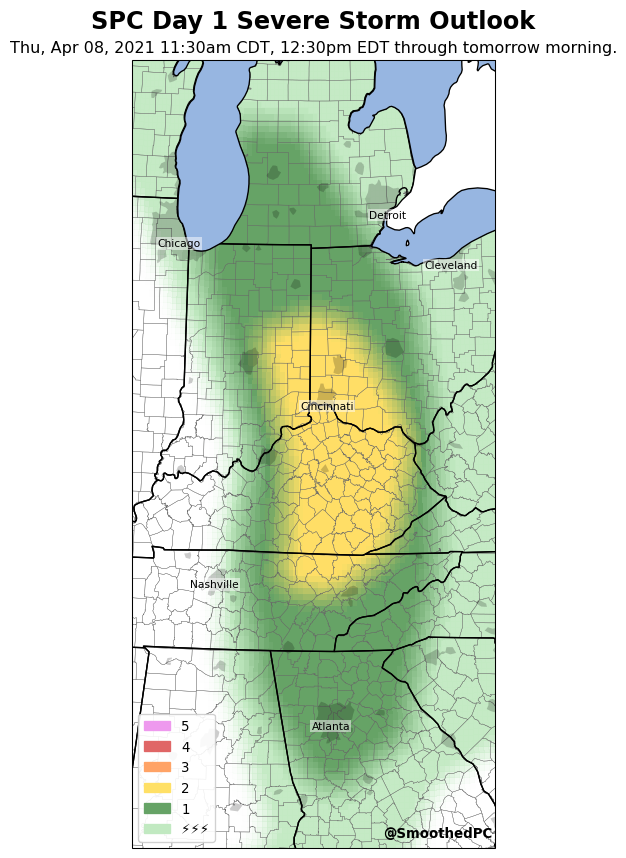 SPC Day 1 Severe Storm Outlook
Thu, Apr 08, 2021 11:30am CDT, 12:30pm EDT through tomorrow morning.
Detroit
Chicago
Cleveland
Cincinnati
Nashville
Atlanta
5
4
3
2
1
⚡⚡⚡
@SmoothedPC